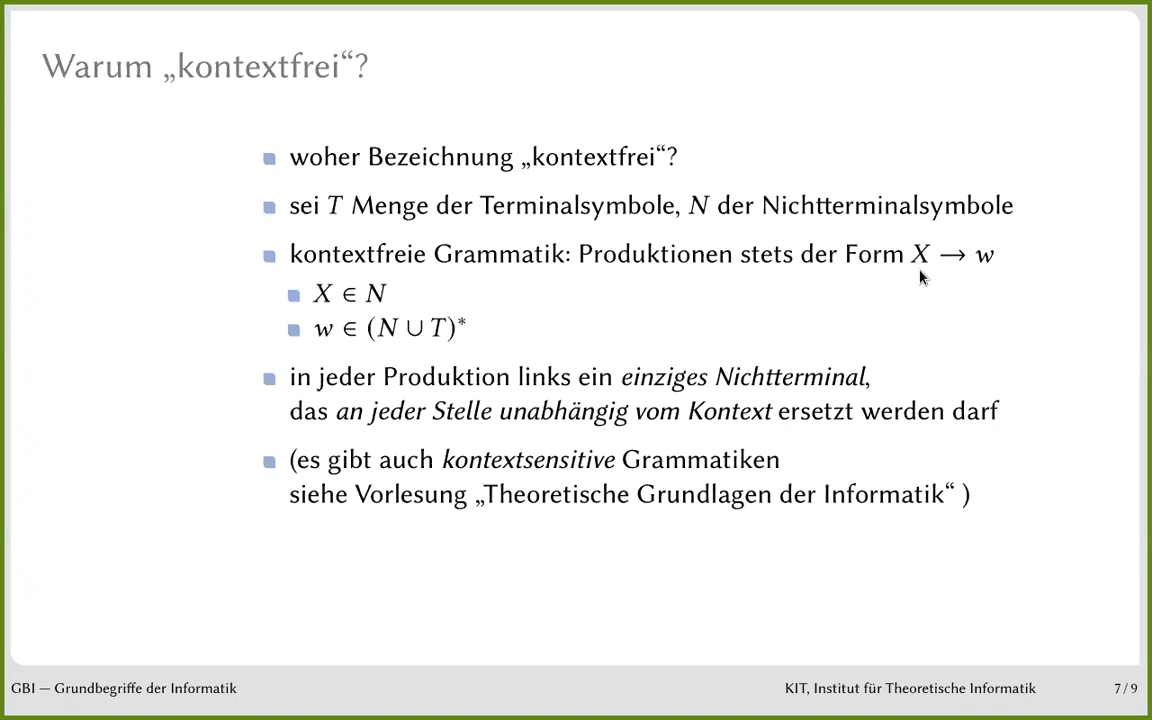 Warum „kontextfrei“?
woher Bezeichnung „kontextfrei“?
sei T Menge der Terminalsymbole, N der Nichtterminalsymbole
kontextfreie Grammatik: Produktionen stets der Form X → w
X ∈ N
w ∈ (N ∪ T)*
in jeder Produktion links ein einziges Nichtterminal,
das an jeder Stelle unabhängig vom Kontext ersetzt werden darf
(es gibt auch kontextsensitive Grammatiken
siehe Vorlesung „Theoretische Grundlagen der Informatik“ )
GBI — Grundbegriffe der Informatik
KIT, Institut für Theoretische Informatik
7 / 9